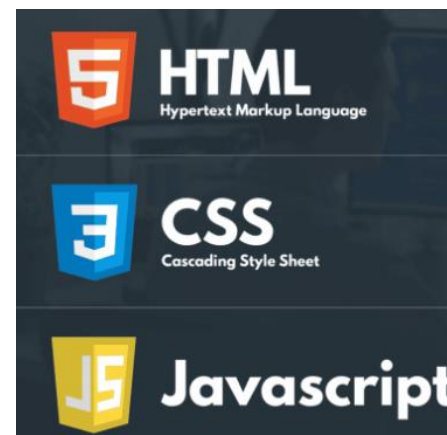 5
HTML
Hypertext Markup Language
3
CSS
Cascading Style Sheet
JS
Javascript